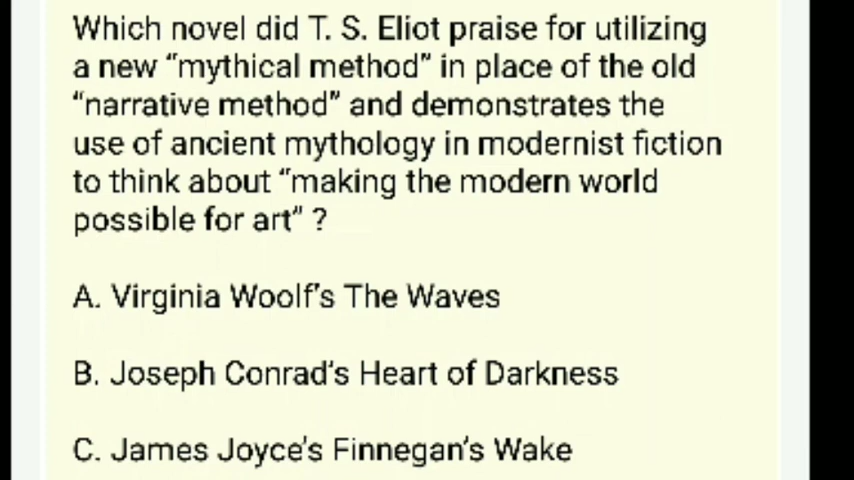 Which novel did T. S. Eliot praise for utilizing
a new “mythical method” in place of the old
“narrative method” and demonstrates the
use of ancient mythology in modernist fiction
to think about “making the modern world
possible for art” ?
A. Virginia Woolf’s The Waves
B. Joseph Conrad’s Heart of Darkness
C. James Joyce’s Finnegan’s Wake